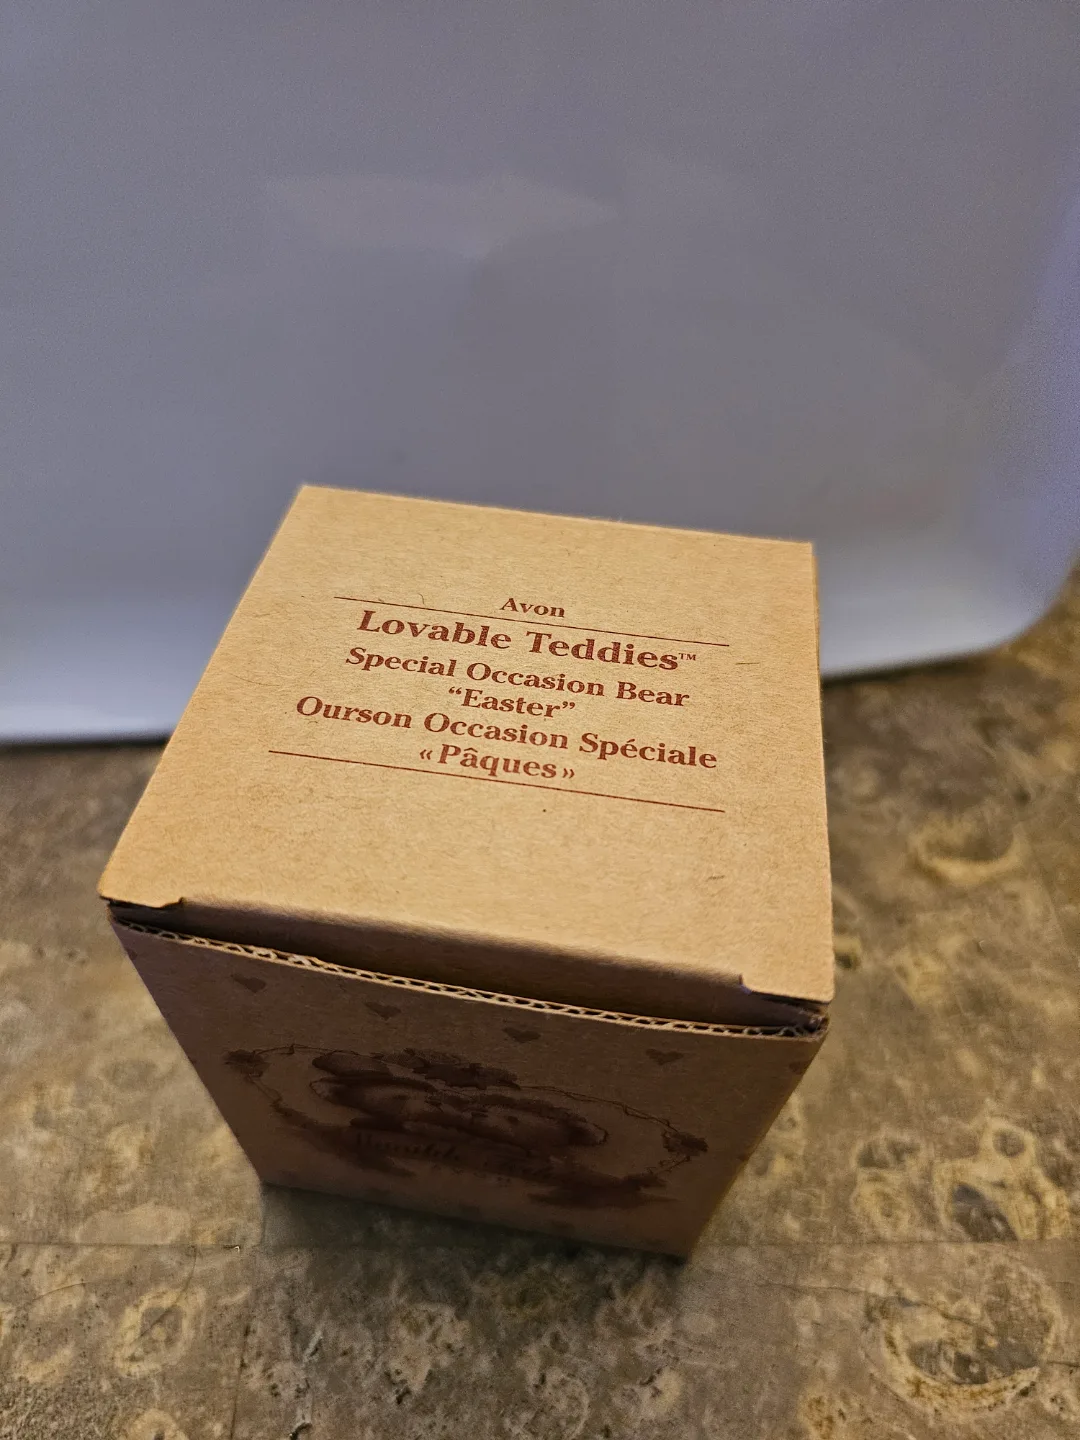 Avon
Lovable Teddies™
Special Occasion Bear
“Easter”
Ourson Occasion Spéciale
« Pâques »